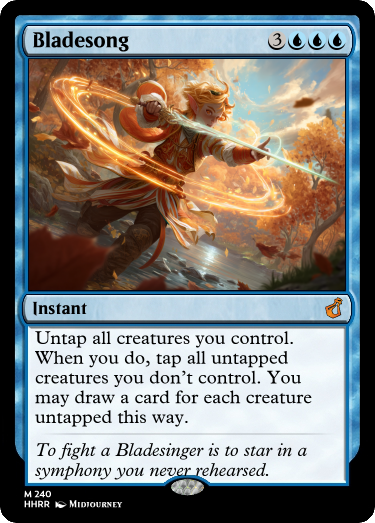 Bladesong 3
Instant
Untap all creatures you control.
When you do, tap all untapped
creatures you don't control. You
may draw a card for each creature
untapped this way.
To fight a Bladesinger is to star in a
symphony you never rehearsed.
M 240
HHRR Midjourney